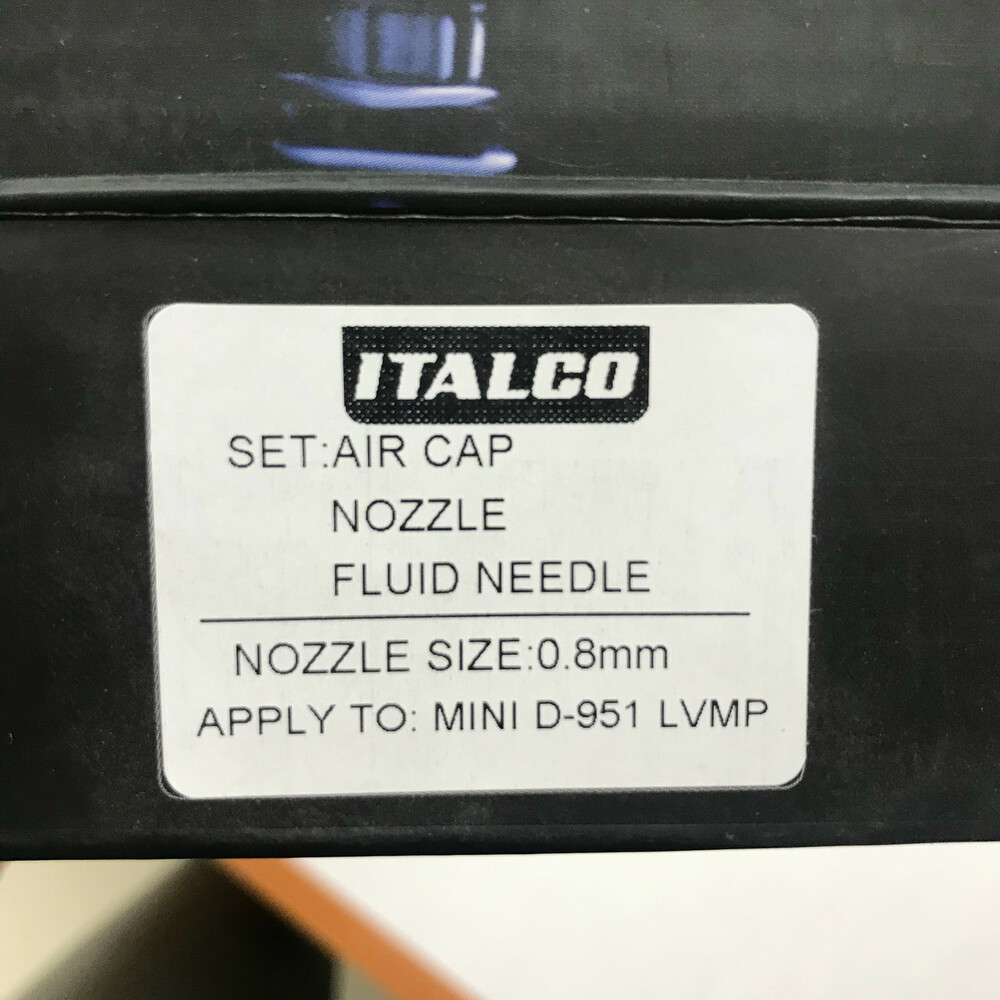 ITALCO
SET:AIR CAP
NOZZLE
FLUID NEEDLE
NOZZLE SIZE:0.8mm
APPLY TO: MINI D-951 LVMP